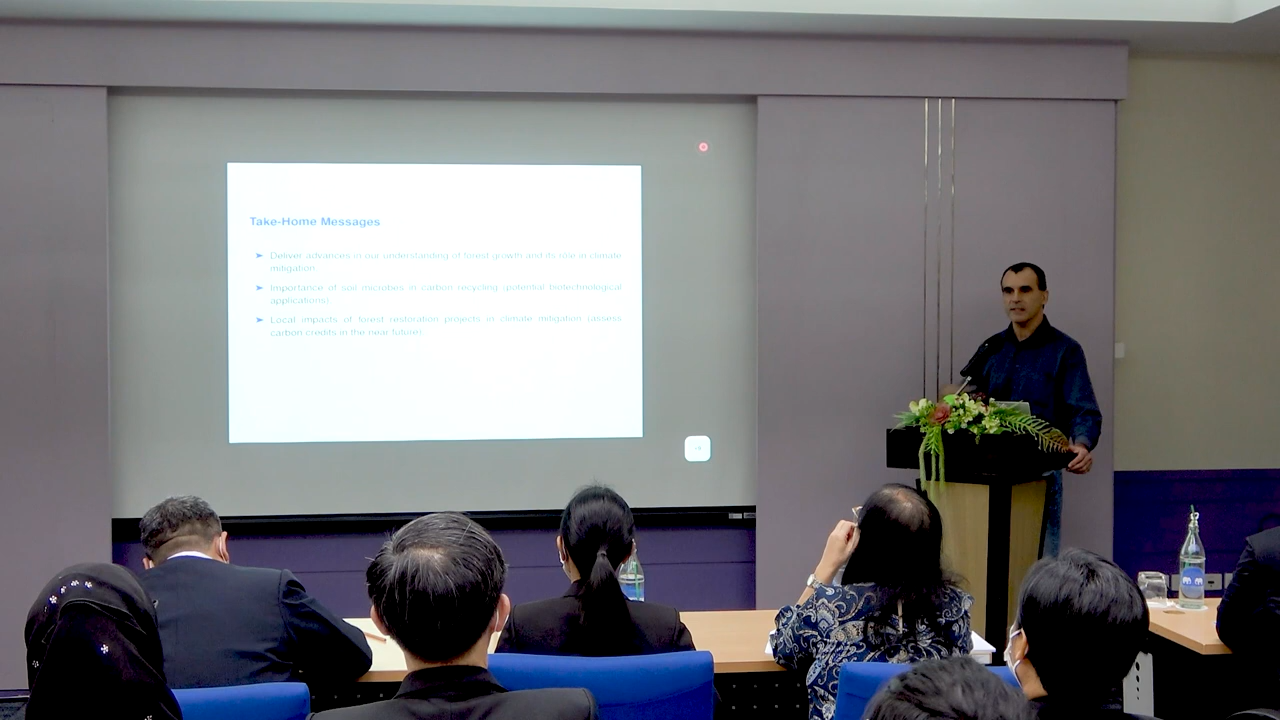 Take-Home Messages
➤ Deliver advances in our understanding of forest growth and its rise in climate
mitigation.
➤ Importance of soil microbes in carbon recycling (potential biotechnological
applications).
➤ Local impacts of forest restoration projects in climate mitigation (assess
carbon credits in the near future).